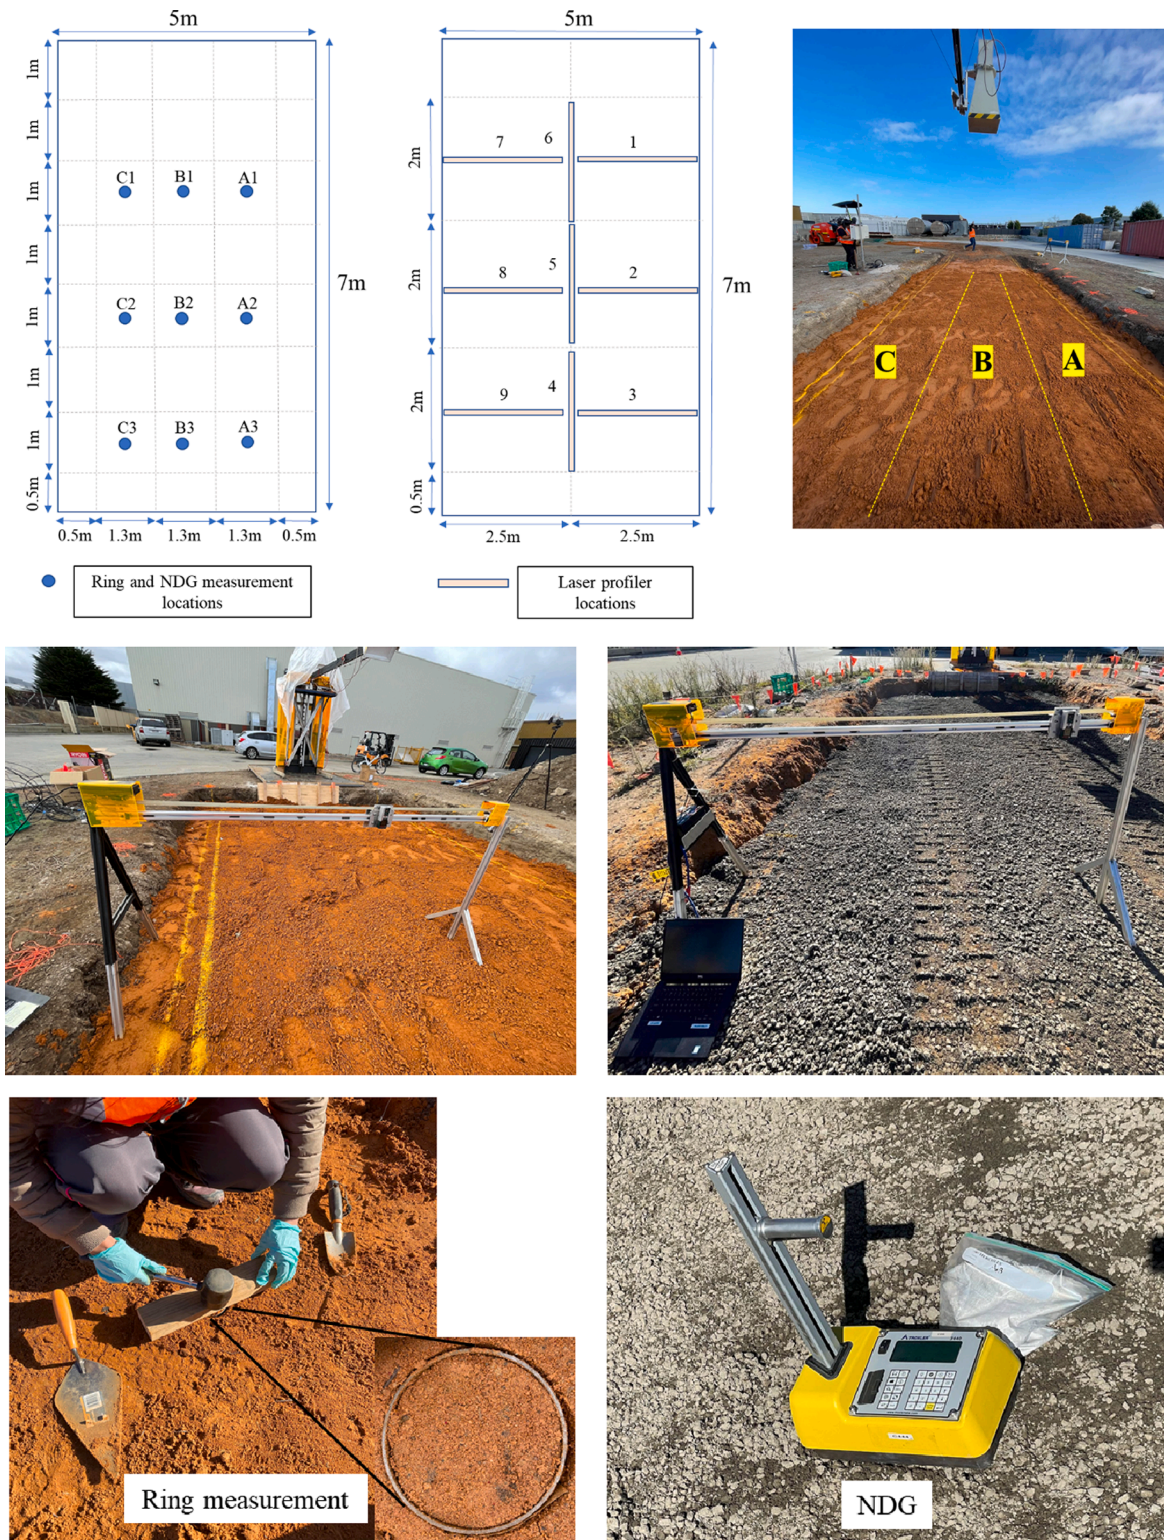 5m
1m
1m
1m
1m
1m
1m
1m
0.5m
C1 B1 A1
C2 B2 A2
C3 B3 A3
7m
0.5m 1.3m 1.3m 1.3m 0.5m
Ring and NDG measurement
locations
5m
2m
2m
2m
0.5m
7 6 1
8 5 2
9 4 3
7m
2.5m 2.5m
Laser profiler
locations
C B A
Ring measurement
TROXLER
NDG